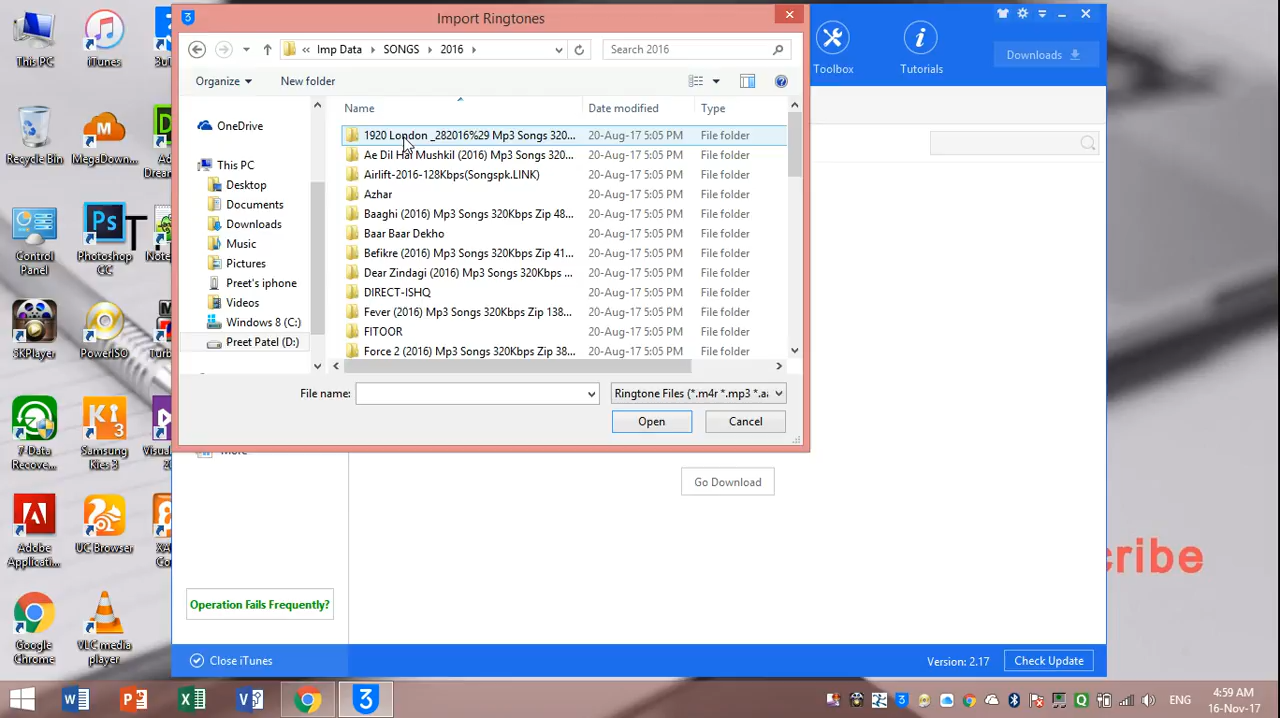 Import Ringtones
Imp Data
SONGS
2016
Search 2016
Organize
New folder
Toolbox
Tutorials
Downloads
Name
Date modified
Type
OneDrive
This PC
Desktop
Documents
Downloads
Music
Pictures
Preet's iphone
Videos
Windows 8 (C:)
Preet Patel (D:)
1920 London _282016%29 Mp3 Songs 320... 20-Aug-17 5:05 PM File folder
Ae Dil Hai Mushkil (2016) Mp3 Songs 320... 20-Aug-17 5:05 PM File folder
Airlift-2016-128Kbps(Songspk.LINK) 20-Aug-17 5:05 PM File folder
Azhar 20-Aug-17 5:05 PM File folder
Baaghi (2016) Mp3 Songs 320Kbps Zip 48... 20-Aug-17 5:05 PM File folder
Baar Baar Dekho 20-Aug-17 5:05 PM File folder
Befikre (2016) Mp3 Songs 320Kbps Zip 41... 20-Aug-17 5:05 PM File folder
Dear Zindagi (2016) Mp3 Songs 320Kbps ... 20-Aug-17 5:05 PM File folder
DIRECT-ISHQ 20-Aug-17 5:05 PM File folder
Fever (2016) Mp3 Songs 320Kbps Zip 138... 20-Aug-17 5:05 PM File folder
FITOOR 20-Aug-17 5:05 PM File folder
Force 2 (2016) Mp3 Songs 320Kbps Zip 38... 20-Aug-17 5:05 PM File folder
File name:
Ringtone Files (*.m4r *.mp3 *.a
Open
Cancel
Go Download
Operation Fails Frequently?
Close iTunes
Version: 2.17
Check Update
cribe
This PC
iTunes
Recycle Bin
MegaDown...
Control Panel
Photoshop CC
T
SKPlayer
PowerISO
7-Data Recove...
Samsung Kies 3
Adobe Applicati...
UC Browser
Google Chrome
VLC media player
ENG
4:59 AM
16-Nov-17